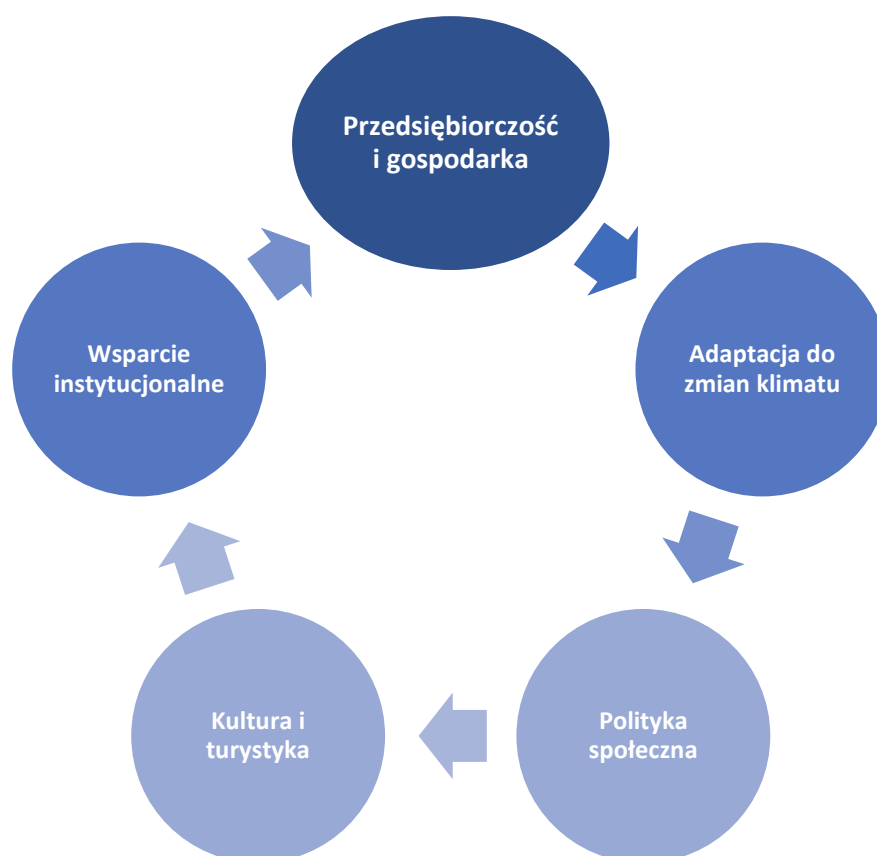 Przedsiębiorczość
i gospodarka
Adaptacja do
zmian klimatu
Polityka
społeczna
Kultura i
turystyka
Wsparcie
instytucjonalne